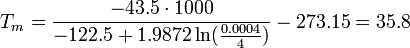 T_m = \frac{-43.5 \cdot 1000}{-122.5 + 1.9872 \ln(\frac{0.0004}{4})} - 273.15 = 35.8